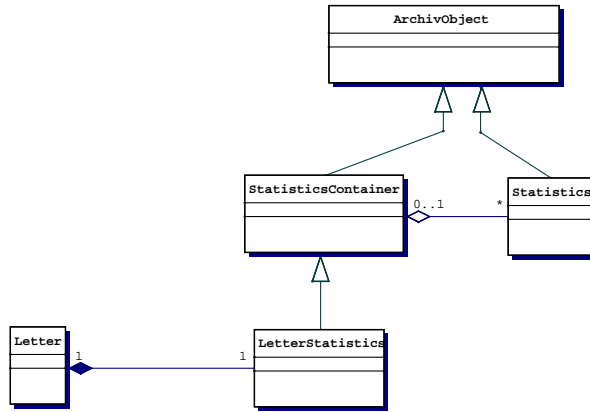 ArchivObject
StatisticsContainer
Statistics
0..1
*
Letter
LetterStatistics
1
1